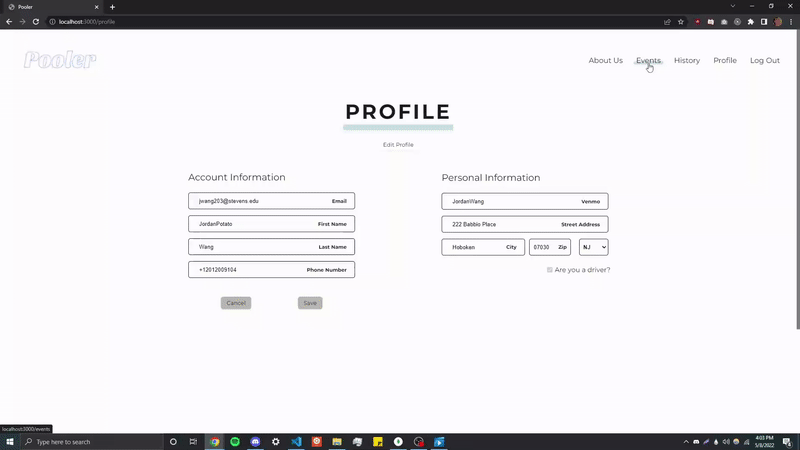 Pooler
localhost:3000/profile
Pooler
About Us Events History Profile Log Out
PROFILE
Edit Profile
Account Information
jwang203@stevens.edu Email
JordanPotato First Name
Wang Last Name
+12012009104 Phone Number
Cancel Save
Personal Information
JordanWang Venmo
222 Babbio Place Street Address
Hoboken City 07030 Zip NJ
Are you a driver?
localhost:3000/events
Type here to search
4:03 PM
5/8/2022